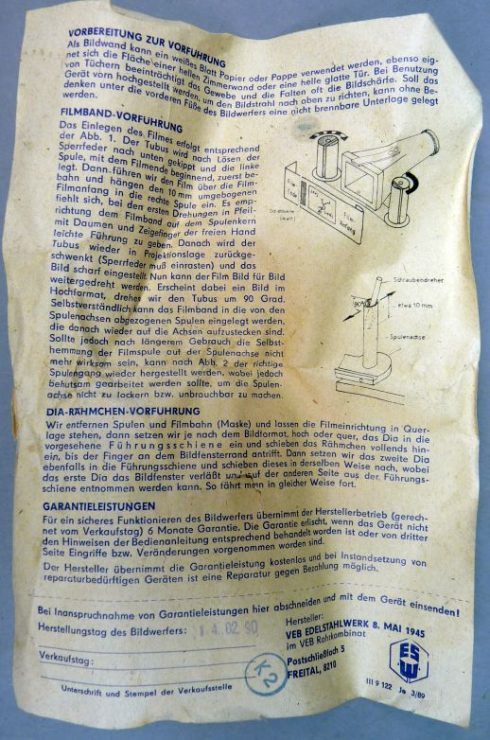 VORBEREITUNG ZUR VORFÜHRUNG
Als Bildwand kann ein weißes Blatt Papier oder Pappe verwendet werden, ebenso eig-
net sich die Fläche einer hellen Zimmerwand oder eine helle glatte Tür. Bei Benutzung
von Tüchern beeinträchtigt das Gewebe und die Falten oft die Bildschärfe. Soll das
Gerät vorn hochgestellt werden, um den Bildstrahl nach oben zu richten, kann ohne Be-
denken unter die vorderen Füße des Bildwerfers eine nicht brennbare Unterlage gelegt
werden.
FILMBAND-VORFÜHRUNG
Das Einlegen des Filmes erfolgt entsprechend
der Abb. 1. Der Tubus wird nach Lösen der
Sperrfeder nach unten gekippt und die linke
Spule, mit dem Filmende beginnend, zuerst be-
legt. Dann führen wir den Film über die Film-
bahn und hängen den 10 mm umgebogenen
Filmanfang in die rechte Spule ein. Es emp-
fiehlt sich, bei den ersten Drehungen in Pfeil-
richtung dem Filmband auf dem Spulenkern
mit Daumen und Zeigefinger der freien Hand
leichte Führung zu geben. Danach wird der
Tubus wieder in Projektionslage zurückge-
schwenkt (Sperrfeder muß einrasten) und das
Bild scharf eingestellt. Nun kann der Film Bild für Bild
weitergedreht werden. Erscheint dabei ein Bild im
Hochformat, drehen wir den Tubus um 90 Grad.
Selbstverständlich kann das Filmband in die von den
Spulenachsen abgezogenen Spulen eingelegt werden,
die danach wieder auf die Achsen aufzustecken sind.
Sollte jedoch nach längerem Gebrauch die Selbst-
hemmung der Filmspule auf der Spulenachse nicht
mehr wirksam sein, kann nach Abb. 2 der richtige
Spulengang wieder hergestellt werden, wobei jedoch
behutsam gearbeitet werden sollte, um die Spulen-
achse nicht zu lockern bzw. unbrauchbar zu machen.
Film-
anfang
Schraubendreher
etwa 10 mm
Spulenachse
DIA-RÄHMCHEN-VORFÜHRUNG
Wir entfernen Spulen und Filmbahn (Maske) und lassen die Filmeinrichtung in Quer-
lage stehen, dann setzen wir je nach dem Bildformat, hoch oder quer, das Dia in die
vorgesehene Führungsschiene ein und schieben das Rähmchen vollends hin-
ein, bis der Finger an dem Bildfensterrand antrifft. Dann setzen wir das zweite Dia
ebenfalls in die Führungsschiene und schieben dieses in derselben Weise nach, wobei
das erste Dia das Bildfenster verläßt und auf der anderen Seite aus der Führungs-
schiene entnommen werden kann. So fährt man in gleicher Weise fort.
GARANTIELEISTUNGEN
Für ein sicheres Funktionieren des Bildwerfers übernimmt der Herstellerbetrieb (gerech-
net vom Verkaufstag) 6 Monate Garantie. Die Garantie erlischt, wenn das Gerät nicht
den Hinweisen der Bedienanleitung entsprechend behandelt worden ist oder von dritter
Seite Eingriffe bzw. Veränderungen vorgenommen worden sind.
Der Hersteller übernimmt die Garantieleistung kostenlos und bei Instandsetzung von
reparaturbedürftigen Geräten ist eine Reparatur gegen Bezahlung möglich.
Bei Inanspruchnahme von Garantieleistungen hier abschneiden und mit dem Gerät einsenden!
Herstellungstag des Bildwerfers: 14.02.90
Verkaufstag:
Unterschrift und Stempel der Verkaufsstelle
K2
Hersteller:
VEB EDELSTAHLWERK 8. MAI 1945
im VEB Rohrkombinat
Postschließfach 5
FREITAL, 8210
ESW
III 9 122 Je 3/89